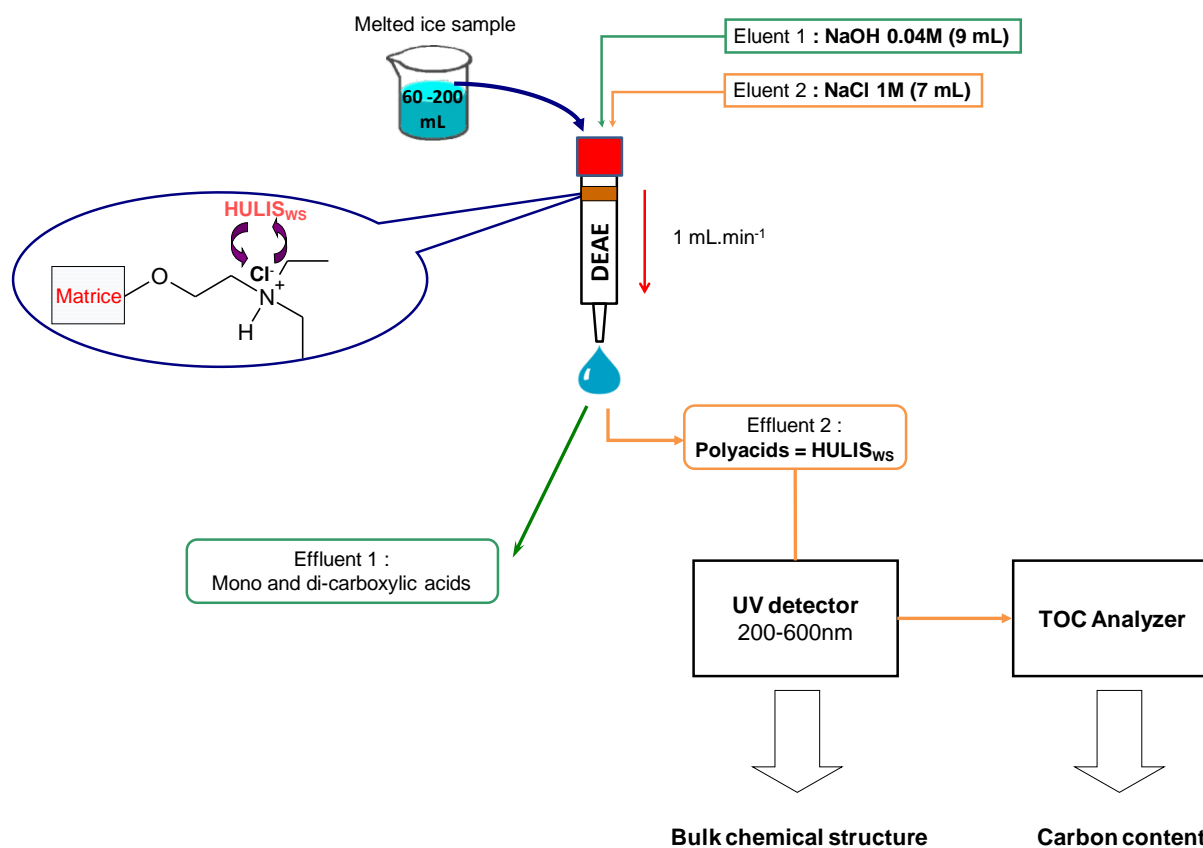 Melted ice sample
60 -200
mL
Eluent 1 : NaOH 0.04M (9 mL)
Eluent 2 : NaCl 1M (7 mL)
HULISWS
Cl-
Matrice
O
N
+
H
DEAE
1 mL.min-1
Effluent 2 :
Polyacids = HULISWS
Effluent 1 :
Mono and di-carboxylic acids
UV detector
200-600nm
TOC Analyzer
Bulk chemical structure
Carbon content